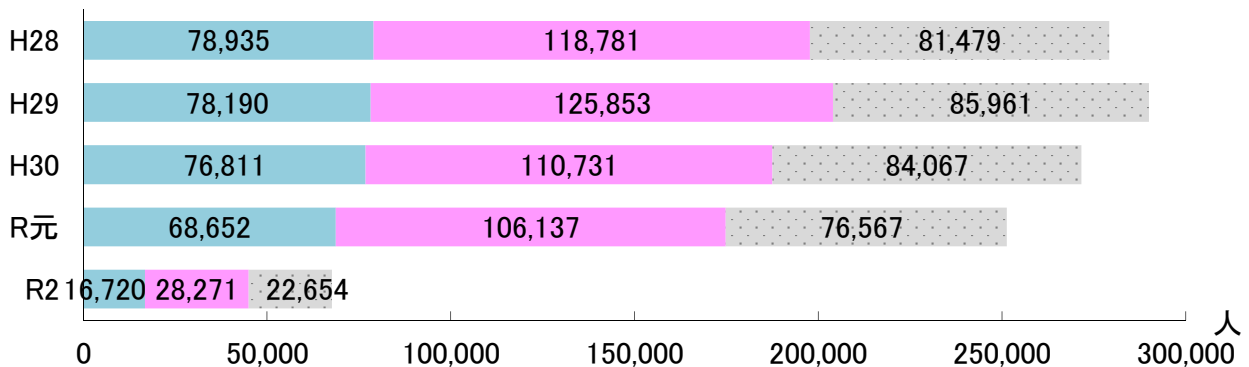 H28 78,935 118,781 81,479
H29 78,190 125,853 85,961
H30 76,811 110,731 84,067
R元 68,652 106,137 76,567
R2 16,720 28,271 22,654
人
0 50,000 100,000 150,000 200,000 250,000 300,000